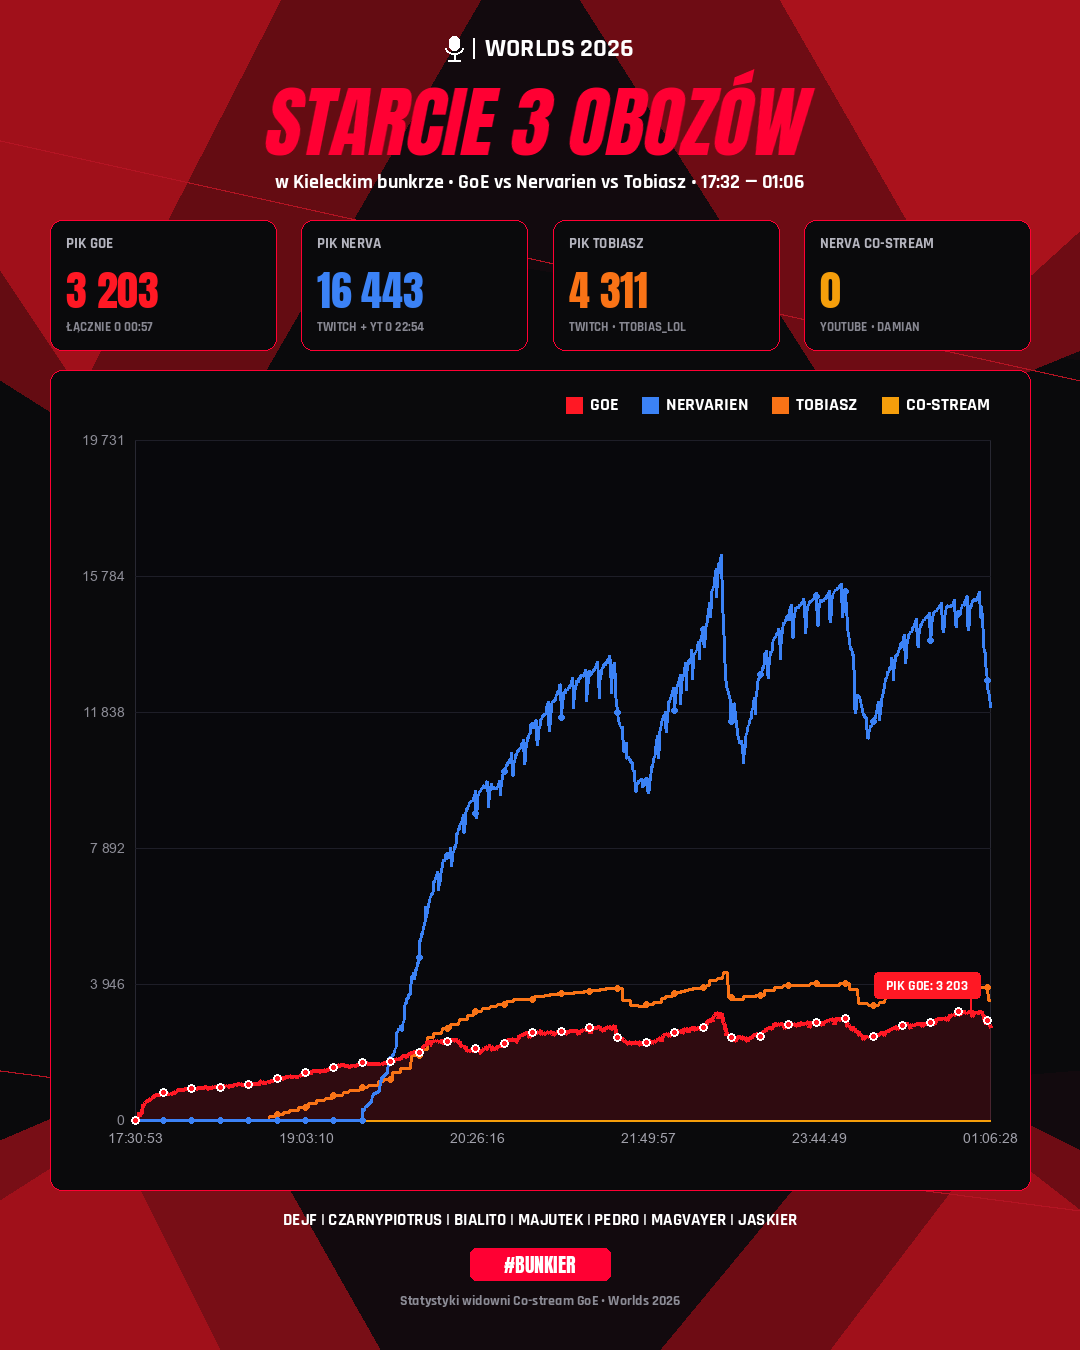 | WORLDS 2026
STARCIE 3 OBOZÓW
w Kieleckim bunkrze • GoE vs Nervarien vs Tobiasz • 17:32 — 01:06
PIK GOE
3 203
ŁĄCZNIE O 00:57
PIK NERVA
16 443
TWITCH + YT O 22:54
PIK TOBIASZ
4 311
TWITCH • TTOBIAS_LOL
NERVA CO-STREAM
0
YOUTUBE • DAMIAN
GOE NERVARIEN TOBIASZ CO-STREAM
19 731
15 784
11 838
7 892
3 946
0
PIK GOE: 3 203
17:30:53 19:03:10 20:26:16 21:49:57 23:44:49 01:06:28
DEJF | CZARNYPIOTRUS | BIALITO | MAJUTEK | PEDRO | MAGVAYER | JASKIER
#BUNKIER
Statystyki widowni Co-stream GoE • Worlds 2026